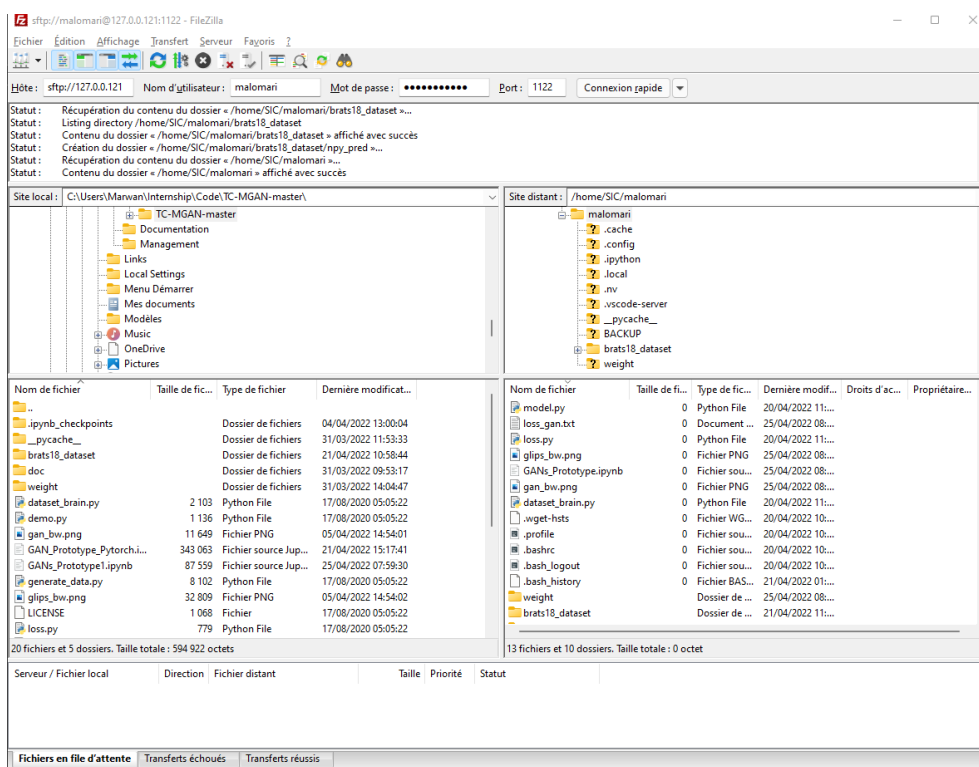 sftp://malomari@127.0.0.121:1122 - FileZilla
Fichier Édition Affichage Transfert Serveur Favoris ?
Hôte : sftp://127.0.0.121 Nom d'utilisateur : malomari Mot de passe : ●●●●●●●●●●● Port : 1122 Connexion rapide
Statut : Récupération du contenu du dossier « /home/SIC/malomari/brats18_dataset »...
Statut : Listing directory /home/SIC/malomari/brats18_dataset
Statut : Contenu du dossier « /home/SIC/malomari/brats18_dataset » affiché avec succès
Statut : Création du dossier « /home/SIC/malomari/brats18_dataset/npy_pred »...
Statut : Récupération du contenu du dossier « /home/SIC/malomari »...
Statut : Contenu du dossier « /home/SIC/malomari » affiché avec succès
Site local : C:\Users\Marwan\Internship\Code\TC-MGAN-master\
TC-MGAN-master
Documentation
Management
Links
Local Settings
Menu Démarrer
Mes documents
Modèles
Music
OneDrive
Pictures
Site distant : /home/SIC/malomari
malomari
.cache
.config
.ipython
.local
.nv
.vscode-server
__pycache__
BACKUP
brats18_dataset
weight
Nom de fichier Taille de fic... Type de fichier Dernière modificat...
..
.ipynb_checkpoints Dossier de fichiers 04/04/2022 13:00:04
__pycache__ Dossier de fichiers 31/03/2022 11:53:33
brats18_dataset Dossier de fichiers 21/04/2022 10:58:44
doc Dossier de fichiers 31/03/2022 09:53:17
weight Dossier de fichiers 31/03/2022 14:04:47
dataset_brain.py 2 103 Python File 17/08/2020 05:05:22
demo.py 1 136 Python File 17/08/2020 05:05:22
gan_bw.png 11 649 Fichier PNG 05/04/2022 14:54:01
GAN_Prototype_Pytorch.i... 343 063 Fichier source Jup... 21/04/2022 15:17:41
GANs_Prototype1.ipynb 87 559 Fichier source Jup... 25/04/2022 07:59:30
generate_data.py 8 102 Python File 17/08/2020 05:05:22
glips_bw.png 32 809 Fichier PNG 05/04/2022 14:54:02
LICENSE 1 068 Fichier 17/08/2020 05:05:22
loss.py 779 Python File 17/08/2020 05:05:22
20 fichiers et 5 dossiers. Taille totale : 594 922 octets
Nom de fichier Taille de fi... Type de fic... Dernière modif... Droits d'ac... Propriétaire...
model.py 0 Python File 20/04/2022 11:...
loss_gan.txt 0 Document ... 25/04/2022 08:...
loss.py 0 Python File 20/04/2022 11:...
glips_bw.png 0 Fichier PNG 25/04/2022 08:...
GANs_Prototype.ipynb 0 Fichier sou... 25/04/2022 08:...
gan_bw.png 0 Fichier PNG 25/04/2022 08:...
dataset_brain.py 0 Python File 20/04/2022 11:...
.wget-hsts 0 Fichier WG... 20/04/2022 10:...
.profile 0 Fichier sou... 20/04/2022 10:...
.bashrc 0 Fichier sou... 20/04/2022 10:...
.bash_logout 0 Fichier sou... 20/04/2022 10:...
.bash_history 0 Fichier BAS... 21/04/2022 01:...
weight Dossier de ... 25/04/2022 08:...
brats18_dataset Dossier de ... 21/04/2022 11:...
13 fichiers et 10 dossiers. Taille totale : 0 octet
Serveur / Fichier local Direction Fichier distant Taille Priorité Statut
Fichiers en file d'attente Transferts échoués Transferts réussis